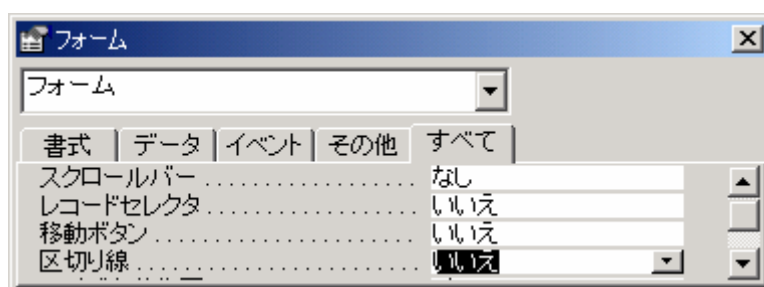 フォーム
フォーム
書式 データ イベント その他 すべて
スクロールバー . . . . . . . . . . . . . . . . . . なし
レコードセレクタ . . . . . . . . . . . . . . . . . . いいえ
移動ボタン . . . . . . . . . . . . . . . . . . . . . . いいえ
区切り線 . . . . . . . . . . . . . . . . . . . . . . . . いいえ